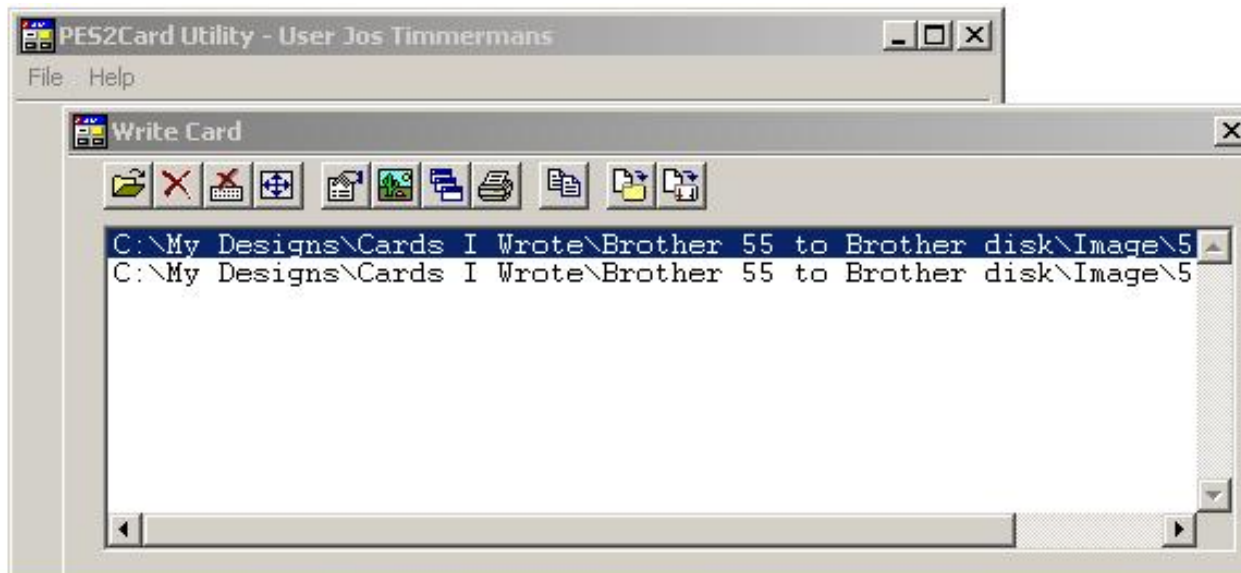 PES2Card Utility - User Jos Timmermans
File Help
Write Card
C:\My Designs\Cards I Wrote\Brother 55 to Brother disk\Image\5
C:\My Designs\Cards I Wrote\Brother 55 to Brother disk\Image\5